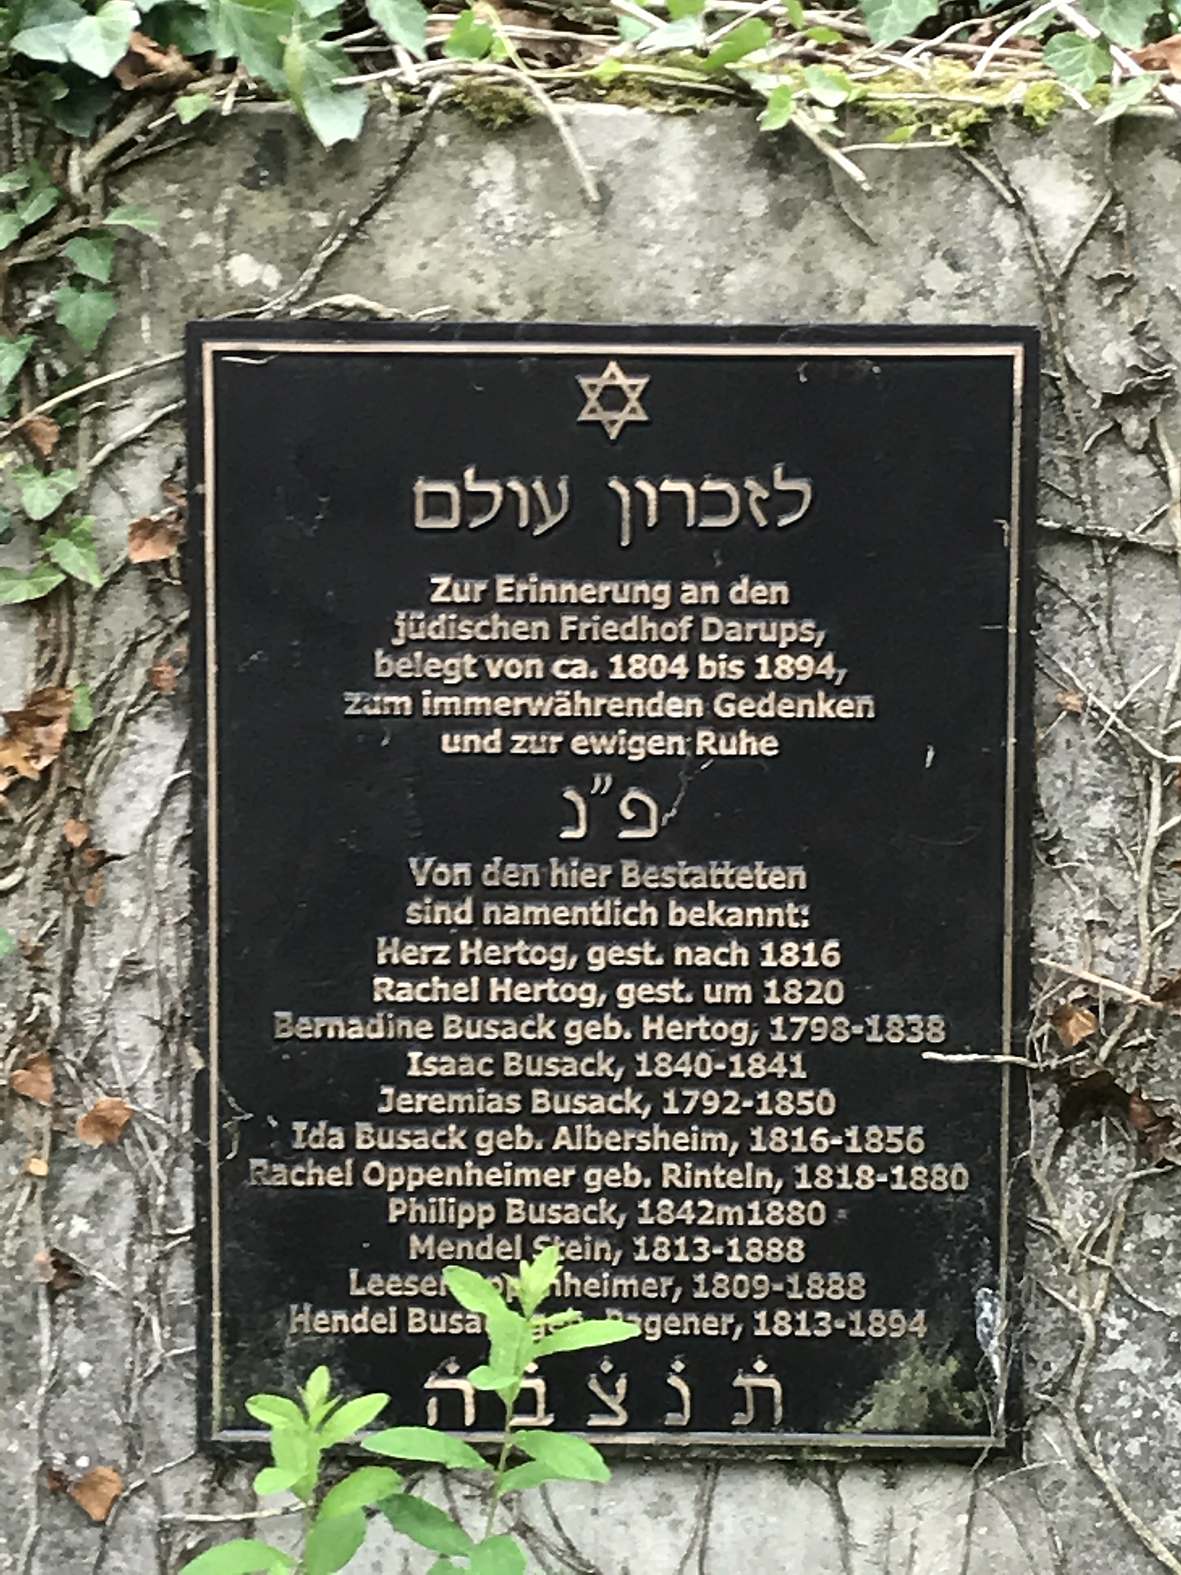 לזכרון עולם
Zur Erinnerung an den
jüdischen Friedhof Darups,
belegt von ca. 1804 bis 1894,
zum immerwährenden Gedenken
und zur ewigen Ruhe
פ"נ
Von den hier Bestatteten
sind namentlich bekannt:
Herz Hertog, gest. nach 1816
Rachel Hertog, gest. um 1820
Bernadine Busack geb. Hertog, 1798-1838
Isaac Busack, 1840-1841
Jeremias Busack, 1792-1850
Ida Busack geb. Albersheim, 1816-1856
Rachel Oppenheimer geb. Rinteln, 1818-1880
Philipp Busack, 1842m1880
Mendel Stein, 1813-1888
Leeser Oppenheimer, 1809-1888
Hendel Busack geb. 1813-1894
ת נ צ ב ה